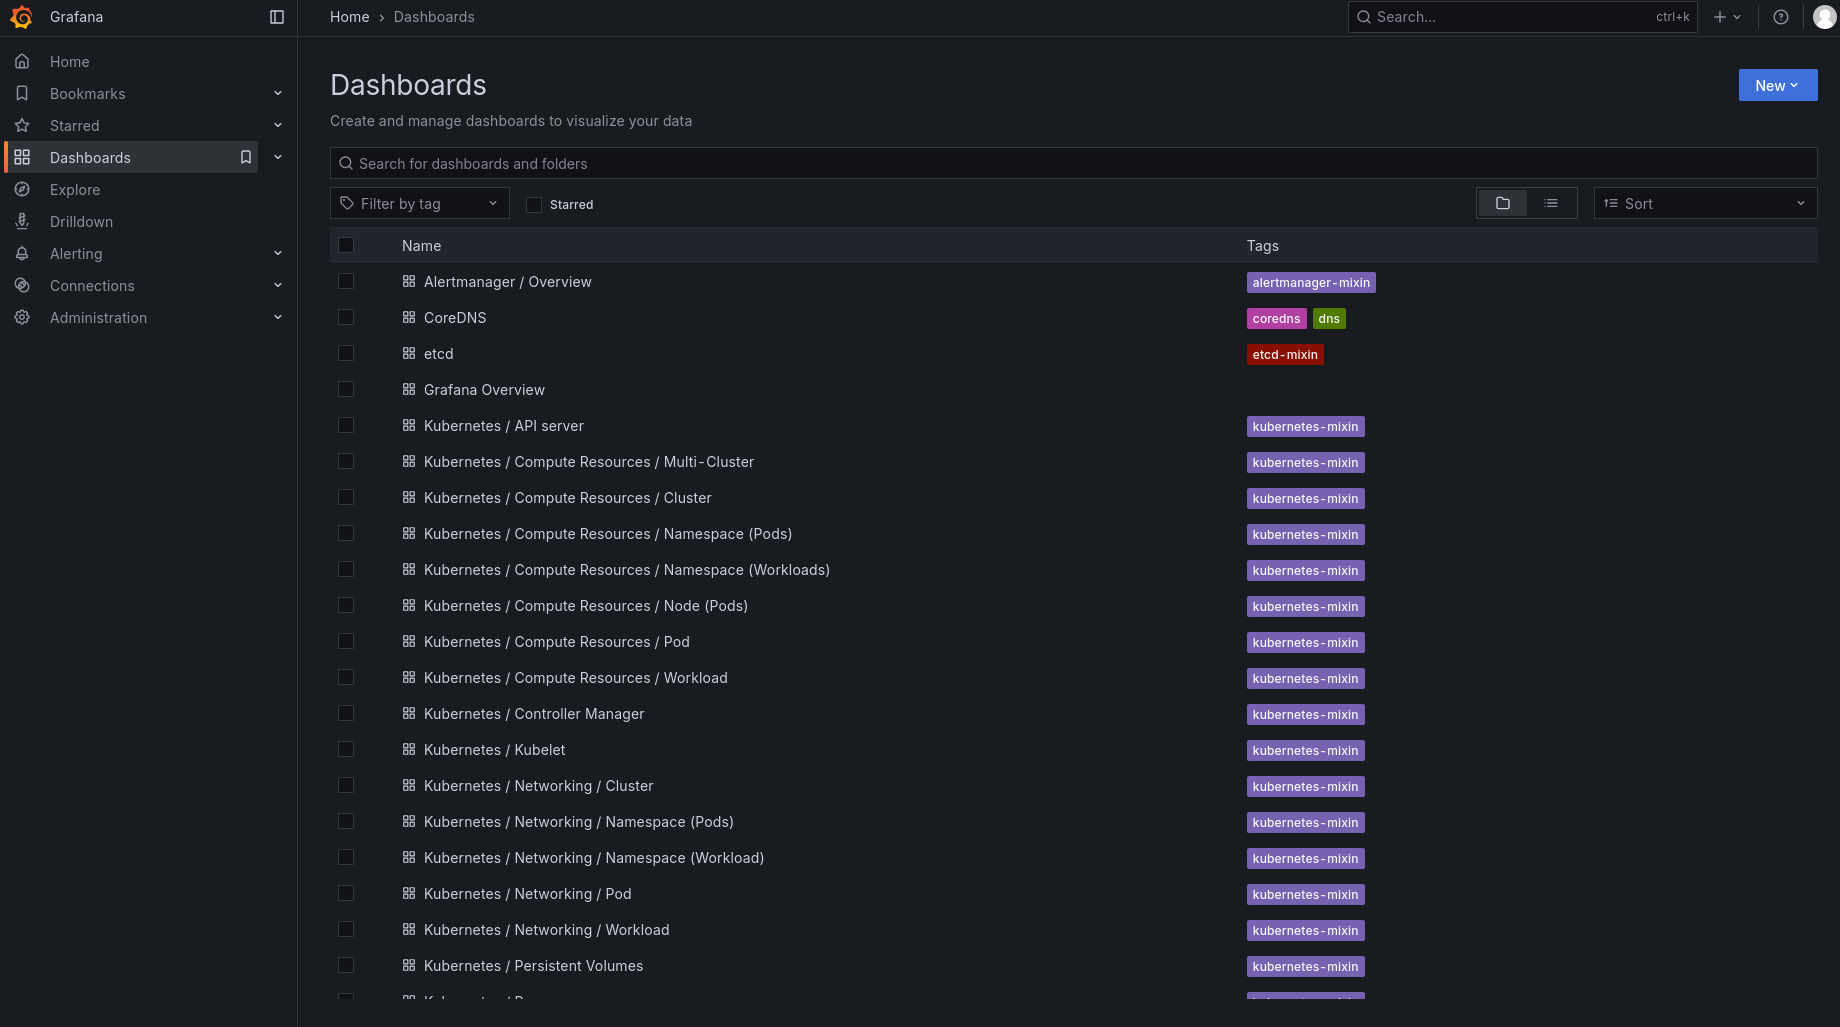 Grafana
Home › Dashboards
Search... ctrl+k
Home
Bookmarks
Starred
Dashboards
Explore
Drilldown
Alerting
Connections
Administration
Dashboards
New
Create and manage dashboards to visualize your data
Search for dashboards and folders
Filter by tag Starred Sort
Name Tags
Alertmanager / Overview alertmanager-mixin
CoreDNS coredns dns
etcd etcd-mixin
Grafana Overview
Kubernetes / API server kubernetes-mixin
Kubernetes / Compute Resources / Multi-Cluster kubernetes-mixin
Kubernetes / Compute Resources / Cluster kubernetes-mixin
Kubernetes / Compute Resources / Namespace (Pods) kubernetes-mixin
Kubernetes / Compute Resources / Namespace (Workloads) kubernetes-mixin
Kubernetes / Compute Resources / Node (Pods) kubernetes-mixin
Kubernetes / Compute Resources / Pod kubernetes-mixin
Kubernetes / Compute Resources / Workload kubernetes-mixin
Kubernetes / Controller Manager kubernetes-mixin
Kubernetes / Kubelet kubernetes-mixin
Kubernetes / Networking / Cluster kubernetes-mixin
Kubernetes / Networking / Namespace (Pods) kubernetes-mixin
Kubernetes / Networking / Namespace (Workload) kubernetes-mixin
Kubernetes / Networking / Pod kubernetes-mixin
Kubernetes / Networking / Workload kubernetes-mixin
Kubernetes / Persistent Volumes kubernetes-mixin